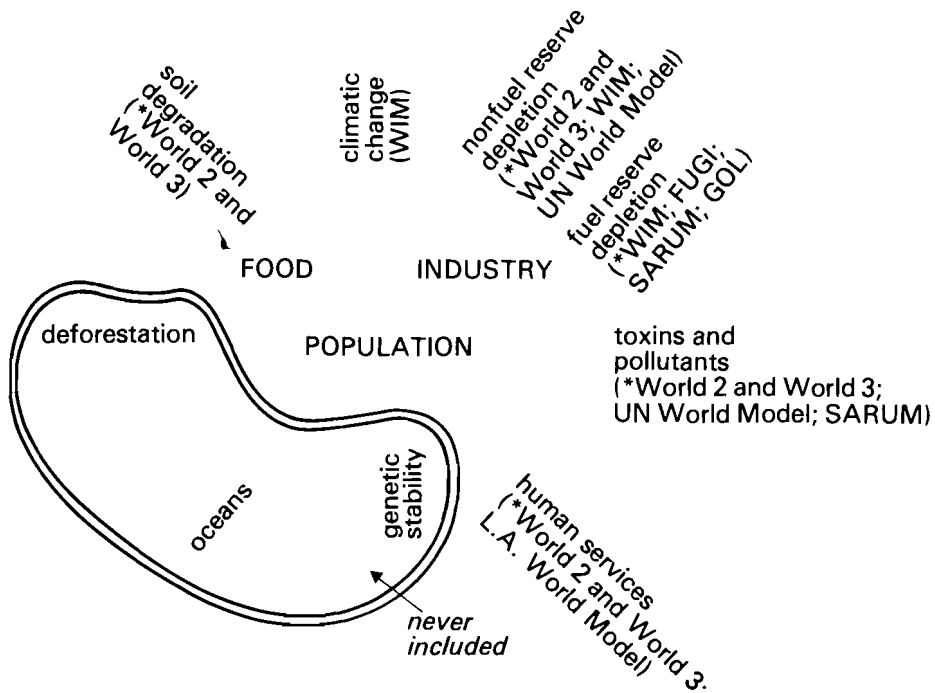 soil
degradation
(*World 2 and
World 3)
climatic
change
(WIM)
nonfuel reserve
depletion
(*World 2 and
World 3; WIM;
UN World Model)
fuel reserve
depletion
(*WIM; FUGI;
SARUM; GOL)
FOOD
INDUSTRY
POPULATION
deforestation
toxins and
pollutants
(*World 2 and World 3;
UN World Model; SARUM)
oceans
genetic
stability
human services
(*World 2 and World 3.
L.A. World Model)
never
included